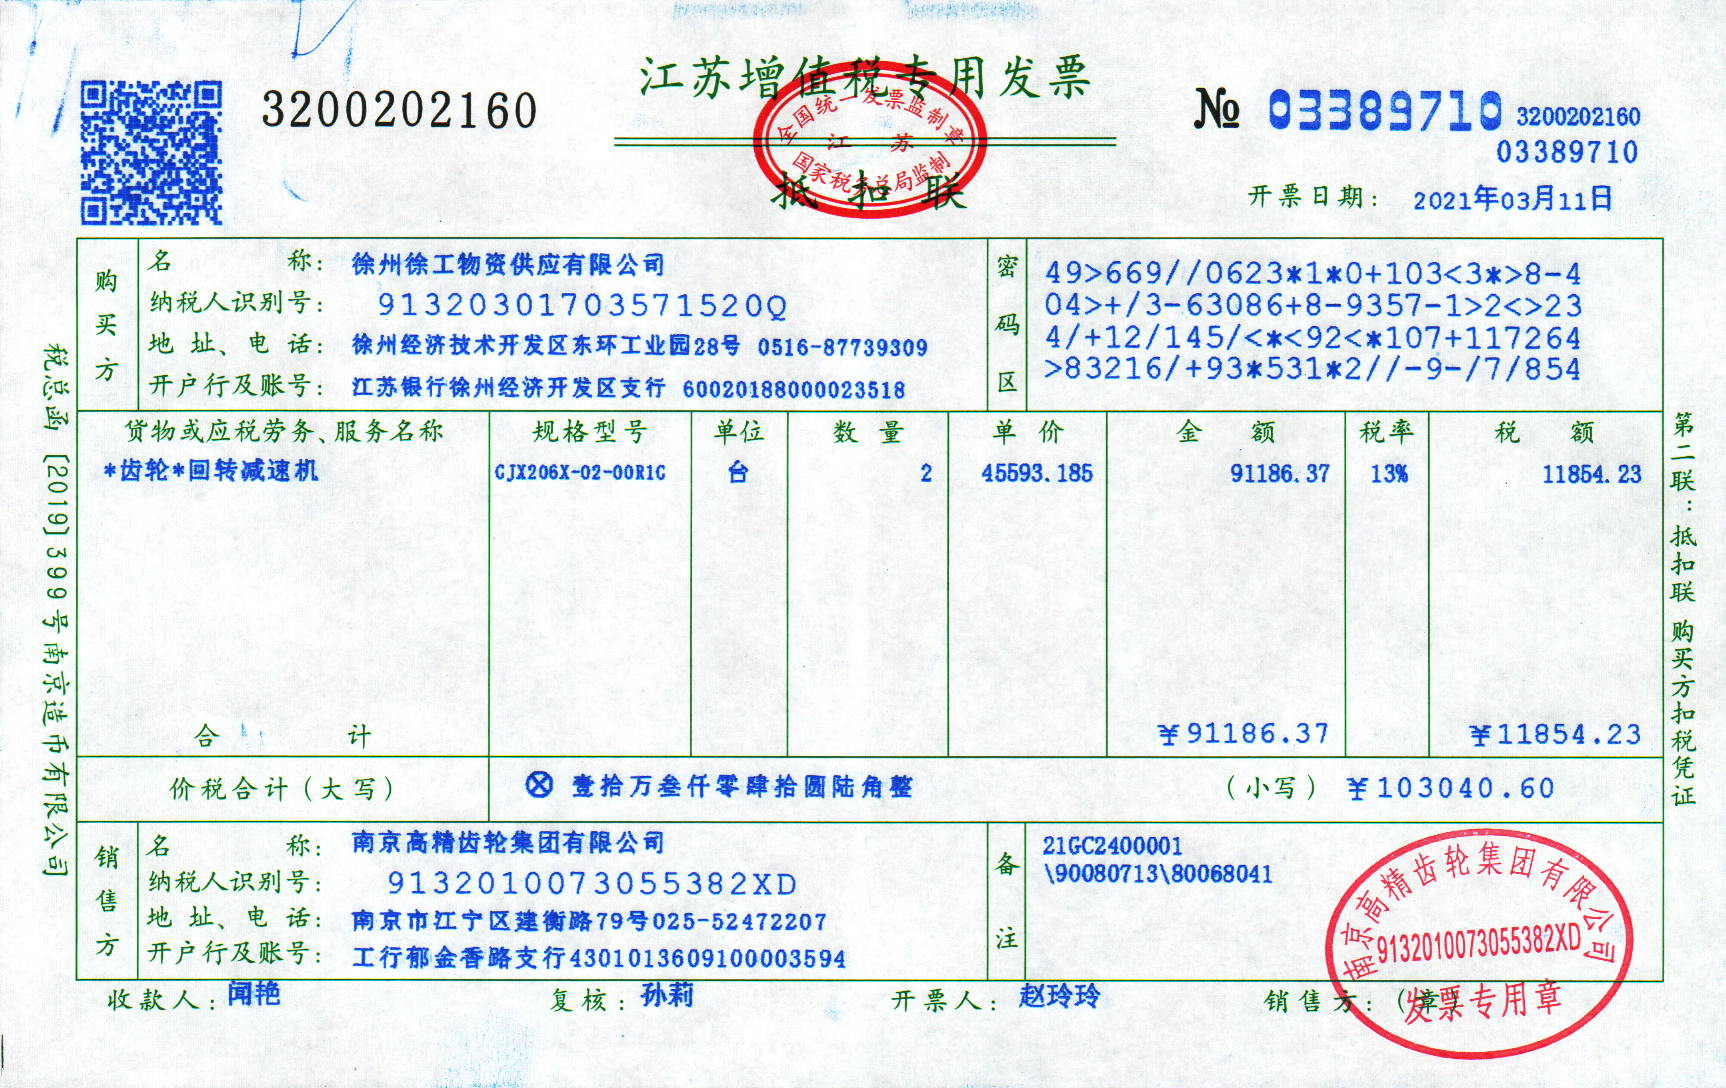 3200202160
江苏增值税专用发票
全国统一发票监制章
江苏
国家税务总局监制
抵扣联
№ 03389710
3200202160
03389710
开票日期： 2021年03月11日
购买方
名称： 徐州徐工物资供应有限公司
纳税人识别号： 91320301703571520Q
地址、电话： 徐州经济技术开发区东环工业园28号 0516-87739309
开户行及账号： 江苏银行徐州经济开发区支行 60020188000023518
密码区
49>669//0623*1*0+103<3*>8-4
04>+/3-63086+8-9357-1>2<>23
4/+12/145/<*<92<*107+117264
>83216/+93*531*2//-9-/7/854
货物或应税劳务、服务名称 规格型号 单位 数量 单价 金额 税率 税额
*齿轮*回转减速机 GJX206X-02-00R1G 台 2 45593.185 91186.37 13% 11854.23
合计 ￥91186.37 ￥11854.23
价税合计（大写） ⊗ 壹拾万叁仟零肆拾圆陆角整 （小写） ￥103040.60
销售方
名称： 南京高精齿轮集团有限公司
纳税人识别号： 9132010073055382XD
地址、电话： 南京市江宁区建衡路79号025-52472207
开户行及账号： 工行郁金香路支行4301013609100003594
备注
21GC2400001
\90080713\80068041
收款人： 闻艳 复核： 孙莉 开票人： 赵玲玲 销售方：（章）
南京高精齿轮集团有限公司
9132010073055382XD
发票专用章
税总函［2019］399号南京造币有限公司
第二联：抵扣联 购买方扣税凭证